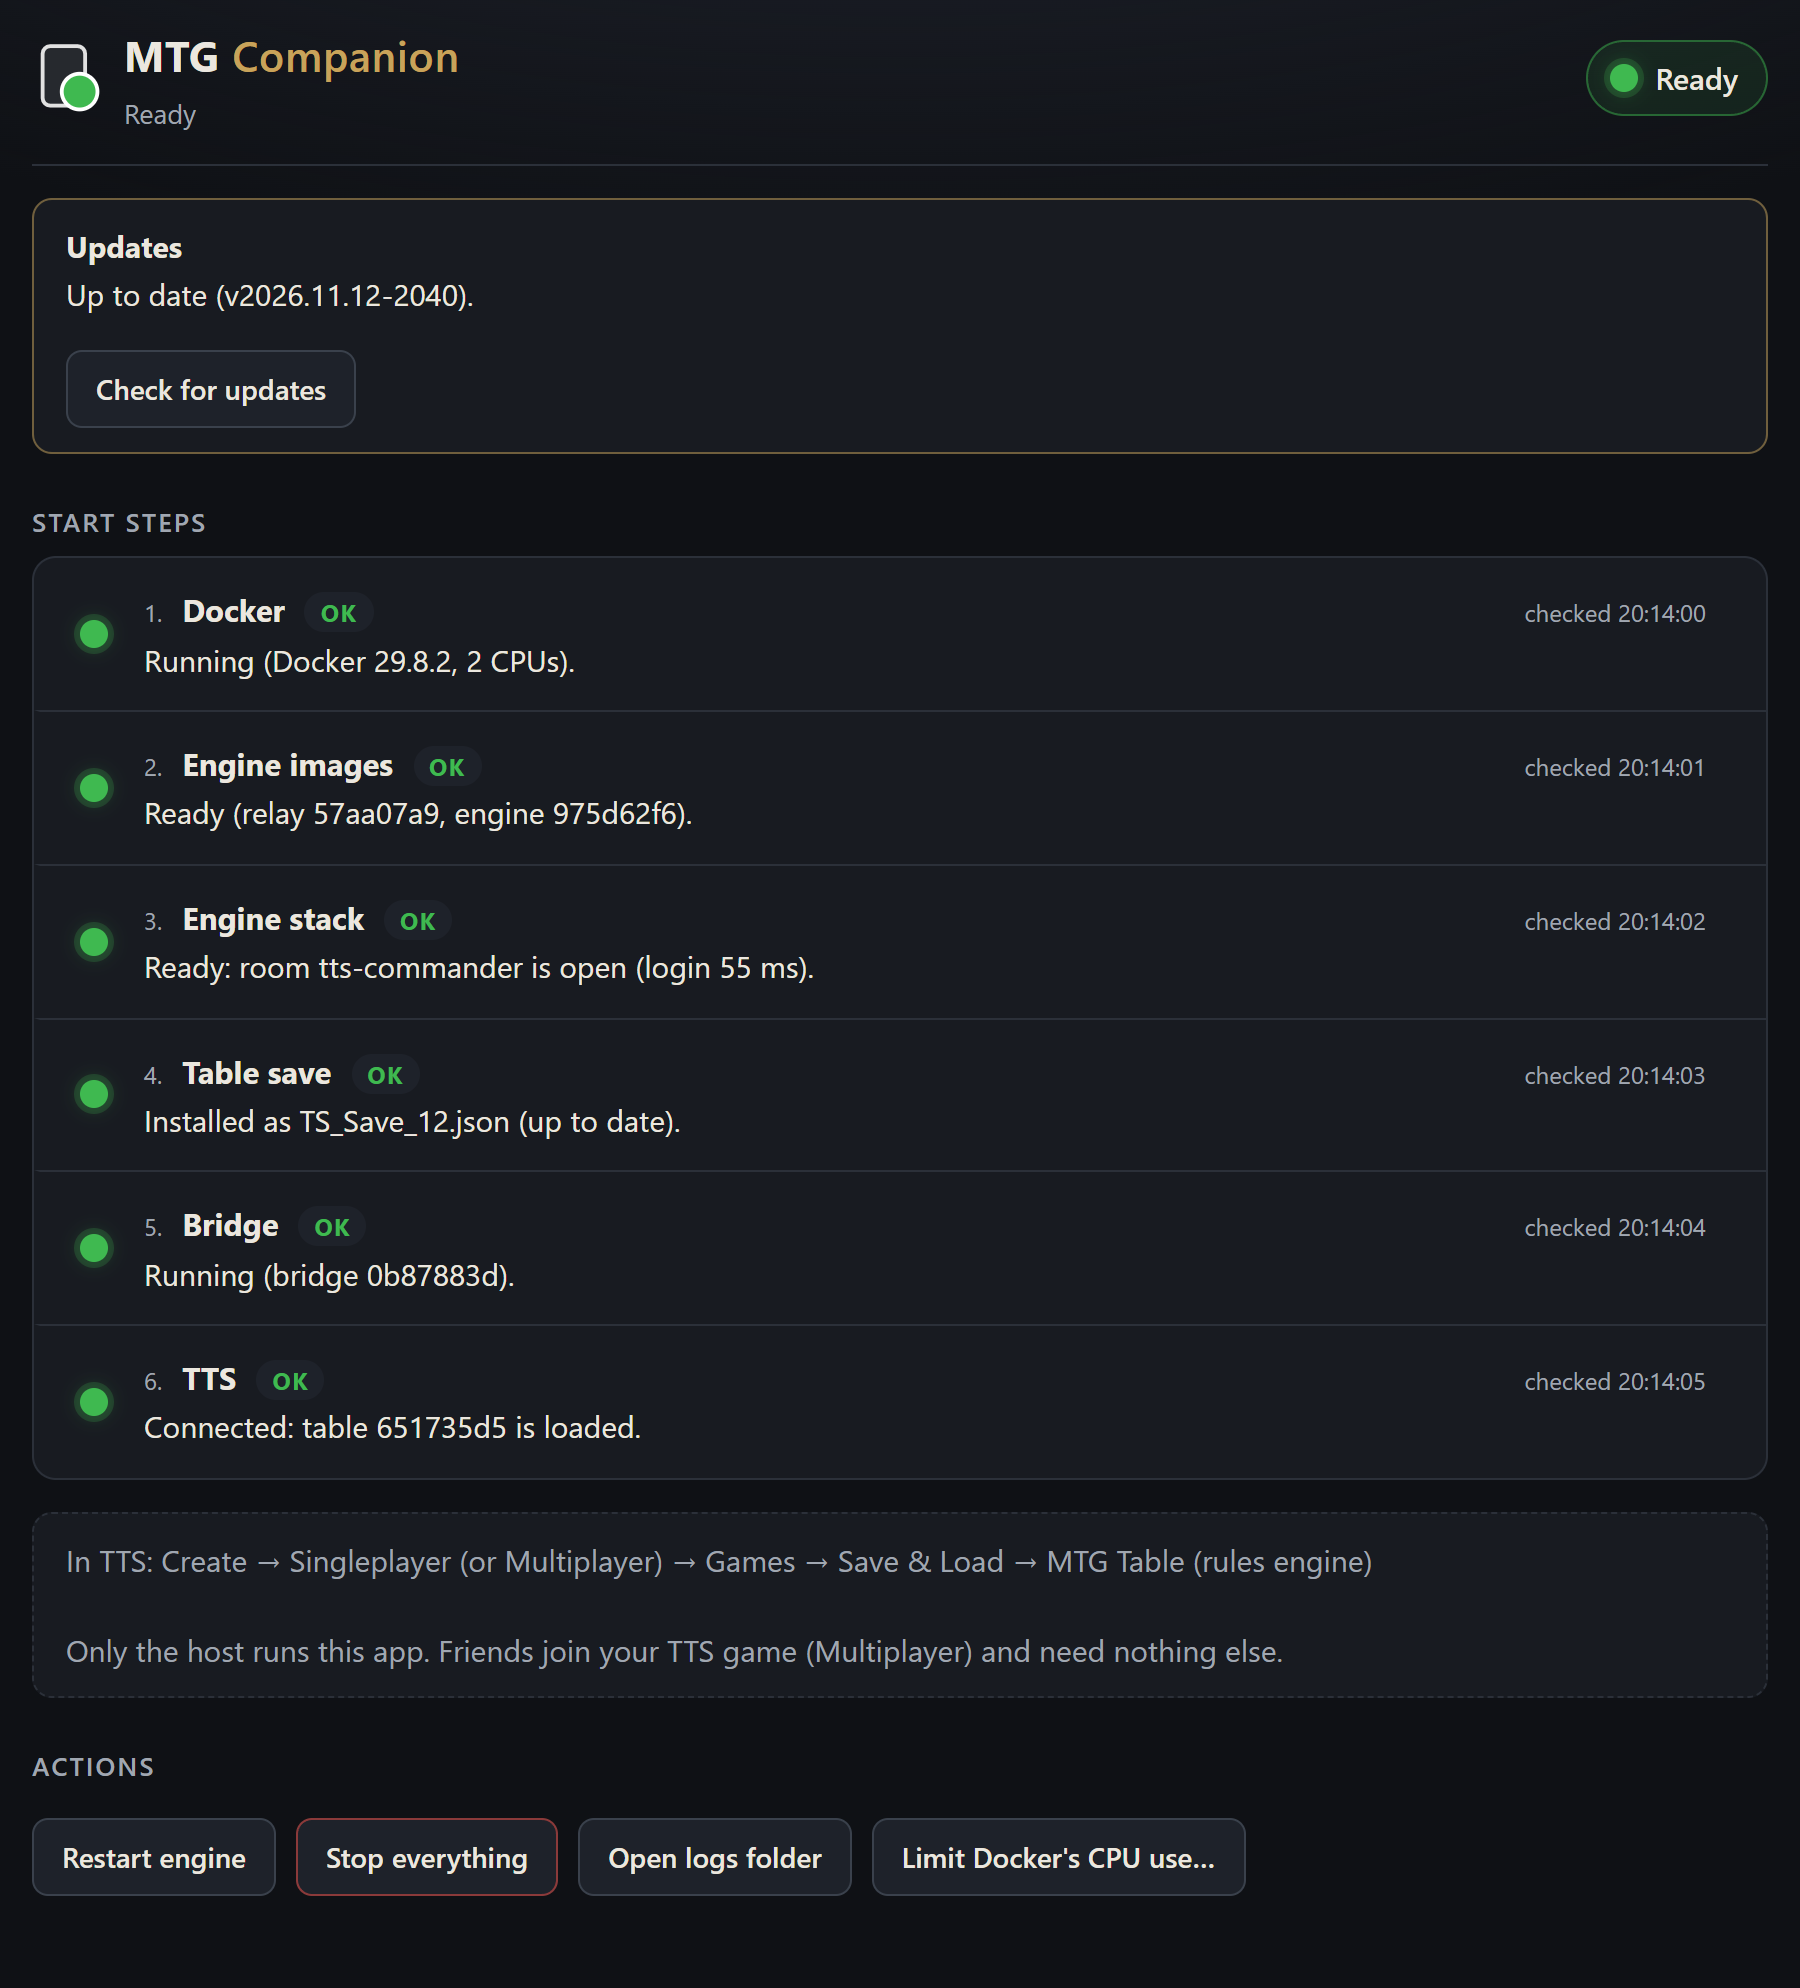 MTG Companion
Ready
Ready
Updates
Up to date (v2026.11.12-2040).
Check for updates
START STEPS
1. Docker OK
checked 20:14:00
Running (Docker 29.8.2, 2 CPUs).
2. Engine images OK
checked 20:14:01
Ready (relay 57aa07a9, engine 975d62f6).
3. Engine stack OK
checked 20:14:02
Ready: room tts-commander is open (login 55 ms).
4. Table save OK
checked 20:14:03
Installed as TS_Save_12.json (up to date).
5. Bridge OK
checked 20:14:04
Running (bridge 0b87883d).
6. TTS OK
checked 20:14:05
Connected: table 651735d5 is loaded.
In TTS: Create → Singleplayer (or Multiplayer) → Games → Save & Load → MTG Table (rules engine)
Only the host runs this app. Friends join your TTS game (Multiplayer) and need nothing else.
ACTIONS
Restart engine
Stop everything
Open logs folder
Limit Docker's CPU use...